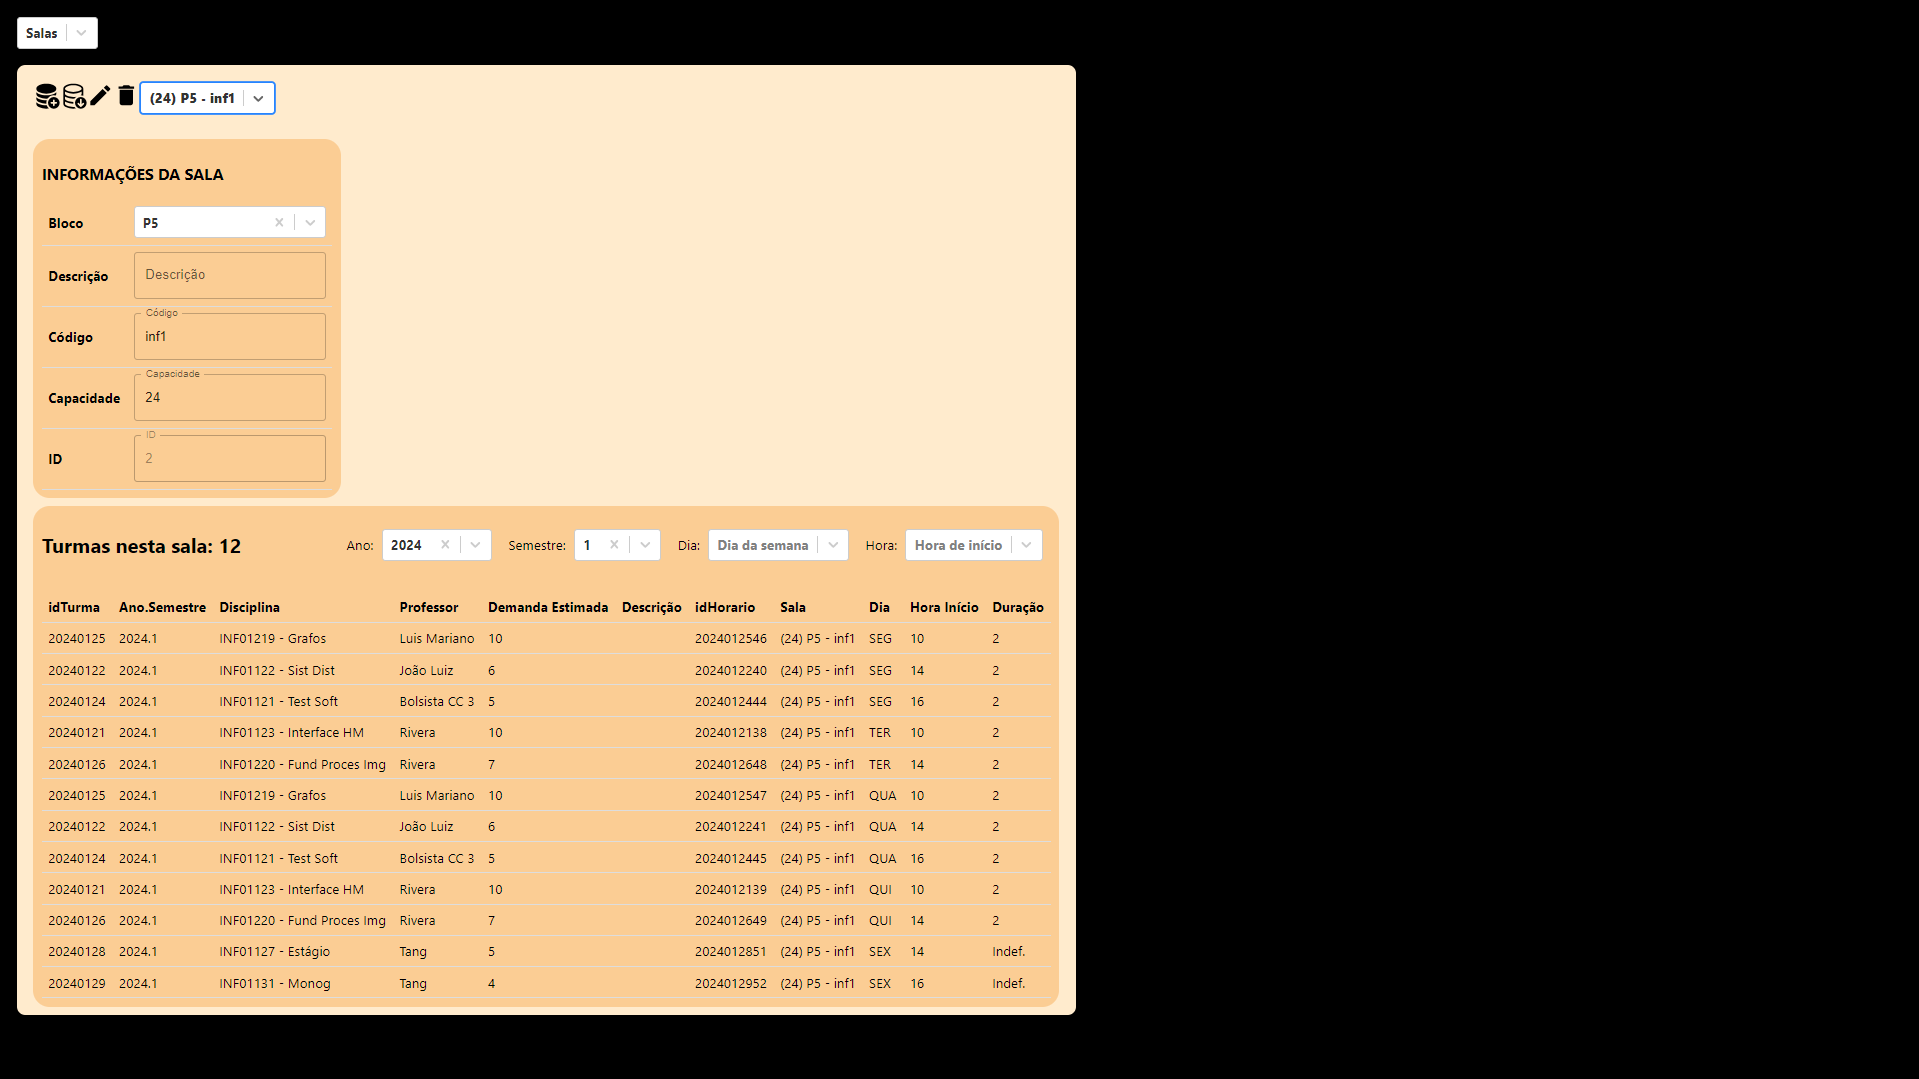 Salas
(24) P5 - inf1
INFORMAÇÕES DA SALA
Bloco P5
Descrição Descrição
Código Código inf1
Capacidade Capacidade 24
ID ID 2
Turmas nesta sala: 12 Ano: 2024 Semestre: 1 Dia: Dia da semana Hora: Hora de início
idTurma Ano.Semestre Disciplina Professor Demanda Estimada Descrição idHorario Sala Dia Hora Início Duração
20240125 2024.1 INF01219 - Grafos Luis Mariano 10 2024012546 (24) P5 - inf1 SEG 10 2
20240122 2024.1 INF01122 - Sist Dist João Luiz 6 2024012240 (24) P5 - inf1 SEG 14 2
20240124 2024.1 INF01121 - Test Soft Bolsista CC 3 5 2024012444 (24) P5 - inf1 SEG 16 2
20240121 2024.1 INF01123 - Interface HM Rivera 10 2024012138 (24) P5 - inf1 TER 10 2
20240126 2024.1 INF01220 - Fund Proces Img Rivera 7 2024012648 (24) P5 - inf1 TER 14 2
20240125 2024.1 INF01219 - Grafos Luis Mariano 10 2024012547 (24) P5 - inf1 QUA 10 2
20240122 2024.1 INF01122 - Sist Dist João Luiz 6 2024012241 (24) P5 - inf1 QUA 14 2
20240124 2024.1 INF01121 - Test Soft Bolsista CC 3 5 2024012445 (24) P5 - inf1 QUA 16 2
20240121 2024.1 INF01123 - Interface HM Rivera 10 2024012139 (24) P5 - inf1 QUI 10 2
20240126 2024.1 INF01220 - Fund Proces Img Rivera 7 2024012649 (24) P5 - inf1 QUI 14 2
20240128 2024.1 INF01127 - Estágio Tang 5 2024012851 (24) P5 - inf1 SEX 14 Indef.
20240129 2024.1 INF01131 - Monog Tang 4 2024012952 (24) P5 - inf1 SEX 16 Indef.